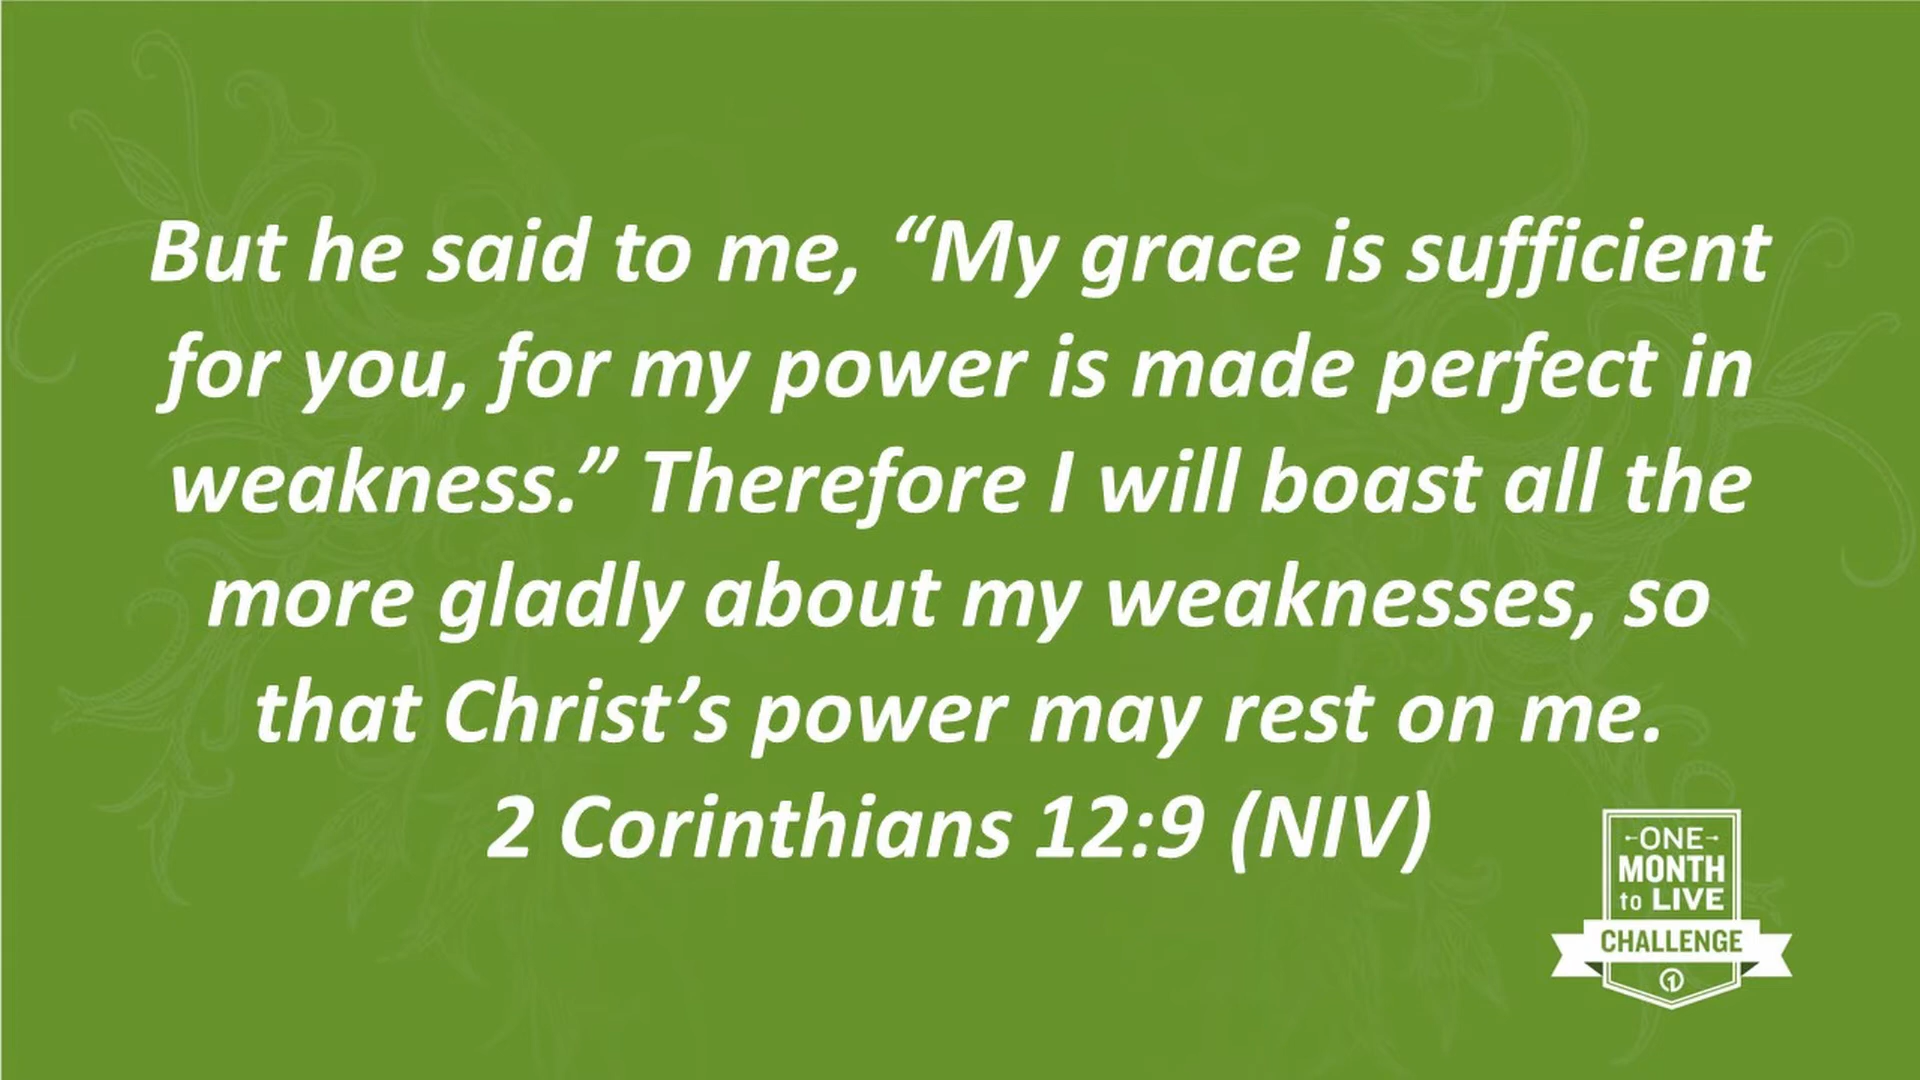 But he said to me, “My grace is sufficient
for you, for my power is made perfect in
weakness.” Therefore I will boast all the
more gladly about my weaknesses, so
that Christ’s power may rest on me.
2 Corinthians 12:9 (NIV)
-ONE-
MONTH
to LIVE
CHALLENGE
1